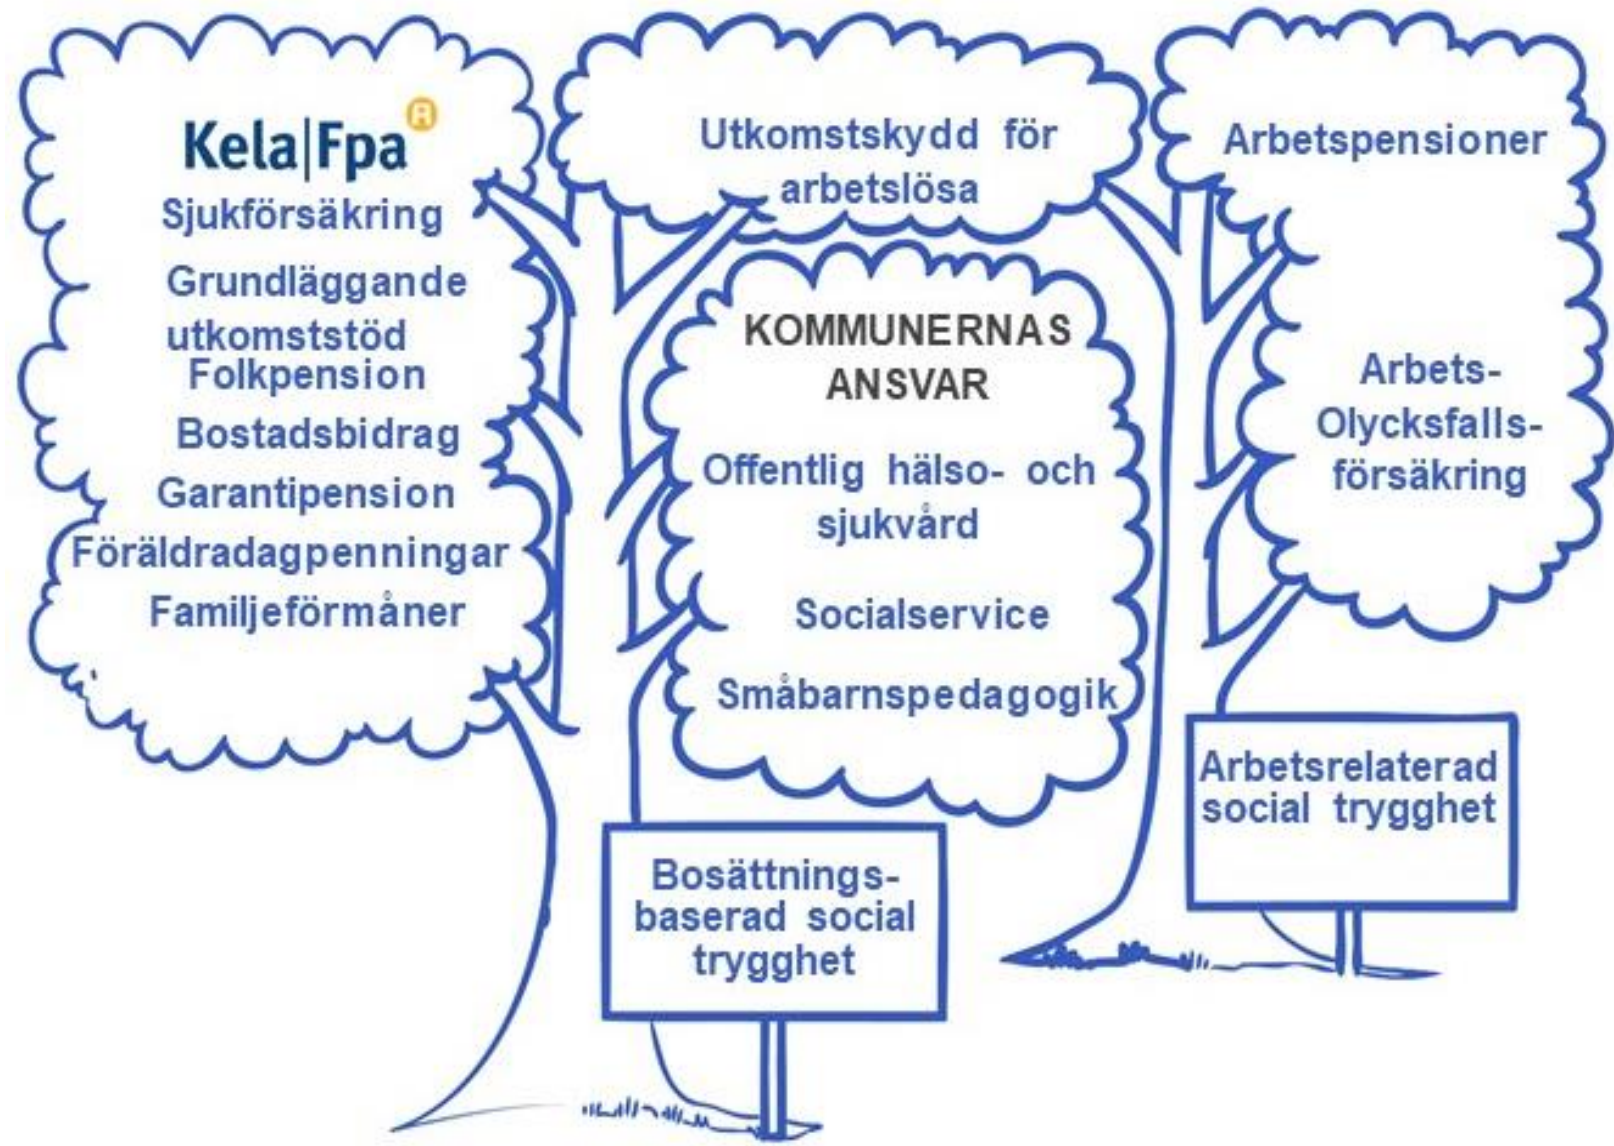 Kela|Fpa
Sjukförsäkring
Grundläggande
utkomststöd
Folkpension
Bostadsbidrag
Garantipension
Föräldradagpenningar
Familjeförmåner
Utkomstskydd för
arbetslösa
KOMMUNERNAS
ANSVAR
Offentlig hälso- och
sjukvård
Socialservice
Småbarnspedagogik
Arbetspensioner
Arbets-
Olycksfalls-
försäkring
Bosättnings-
baserad social
trygghet
Arbetsrelaterad
social trygghet